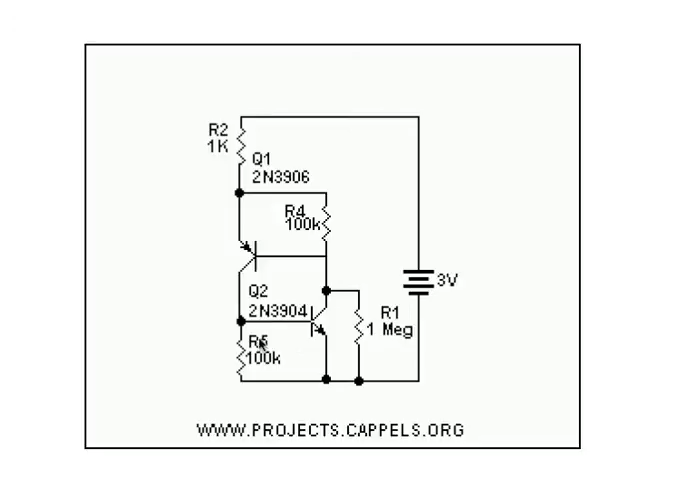 R2
1K
Q1
2N3906
R4
100k
3V
Q2
2N3904
R1
1 Meg
R5
100k
WWW.PROJECTS.CAPPELS.ORG